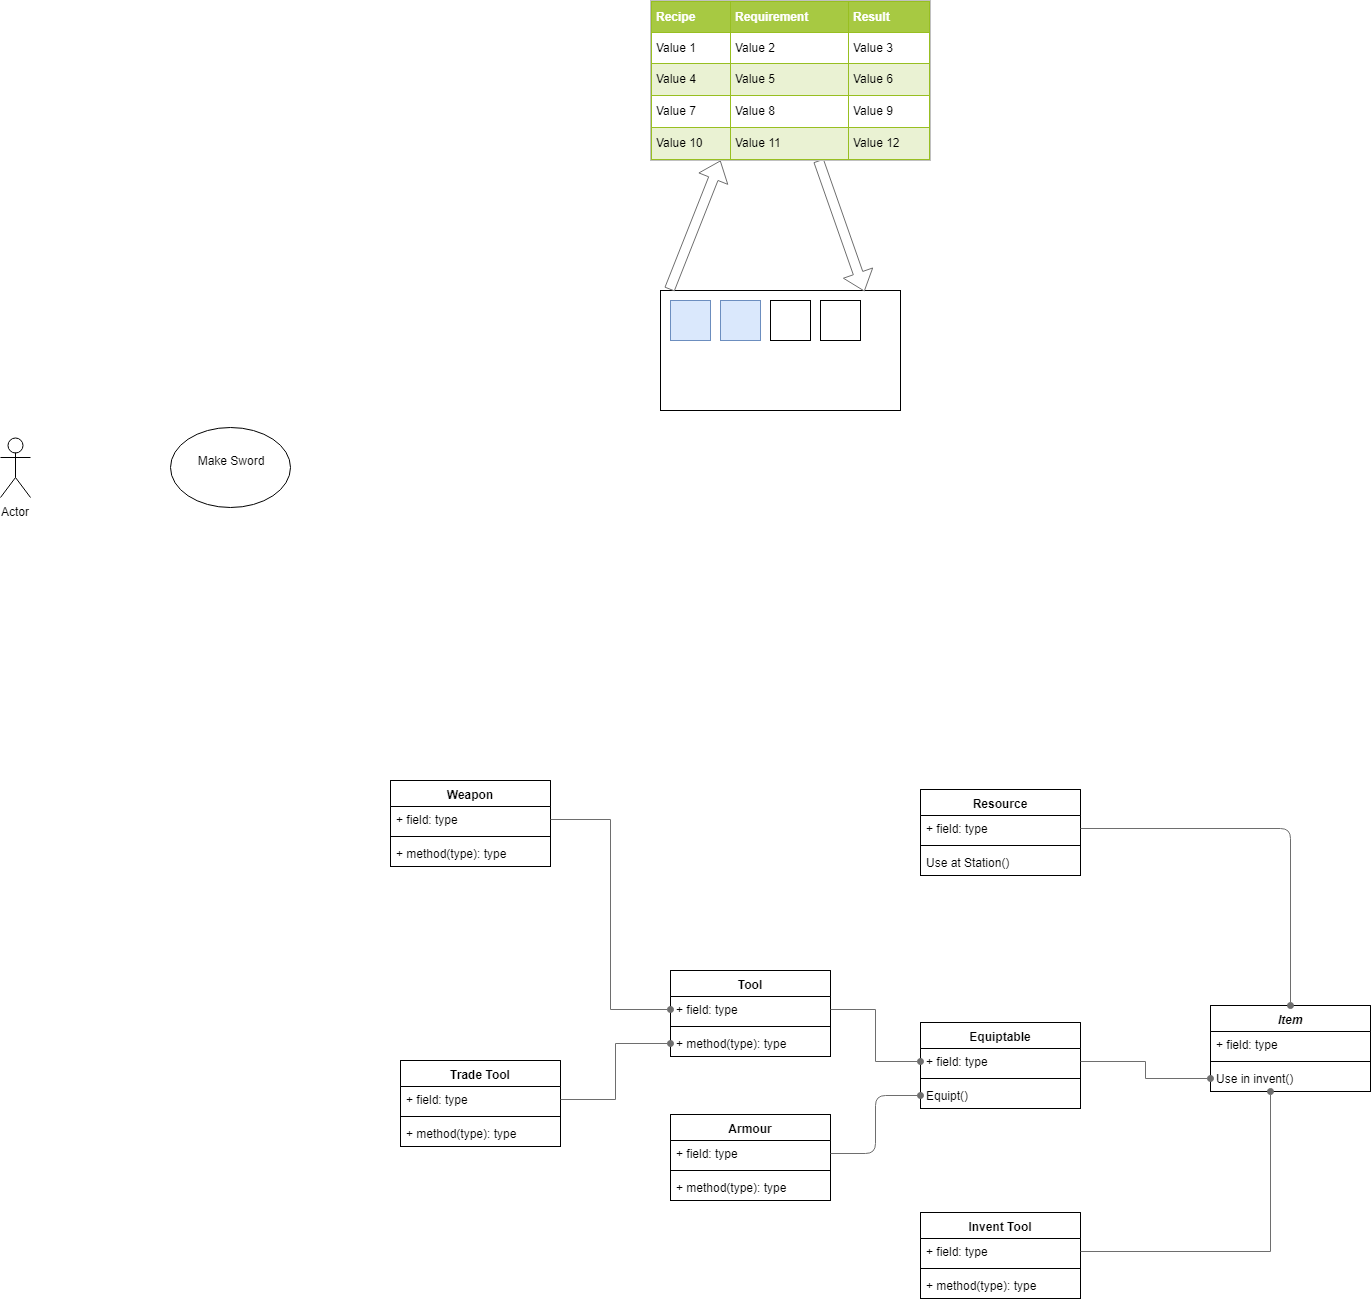 Recipe Requirement Result
Value 1 Value 2 Value 3
Value 4 Value 5 Value 6
Value 7 Value 8 Value 9
Value 10 Value 11 Value 12
Make Sword
Actor
Weapon
+ field: type
+ method(type): type
Resource
+ field: type
Use at Station()
Tool
+ field: type
+ method(type): type
Item
+ field: type
Use in invent()
Equiptable
+ field: type
Equipt()
Trade Tool
+ field: type
+ method(type): type
Armour
+ field: type
+ method(type): type
Invent Tool
+ field: type
+ method(type): type